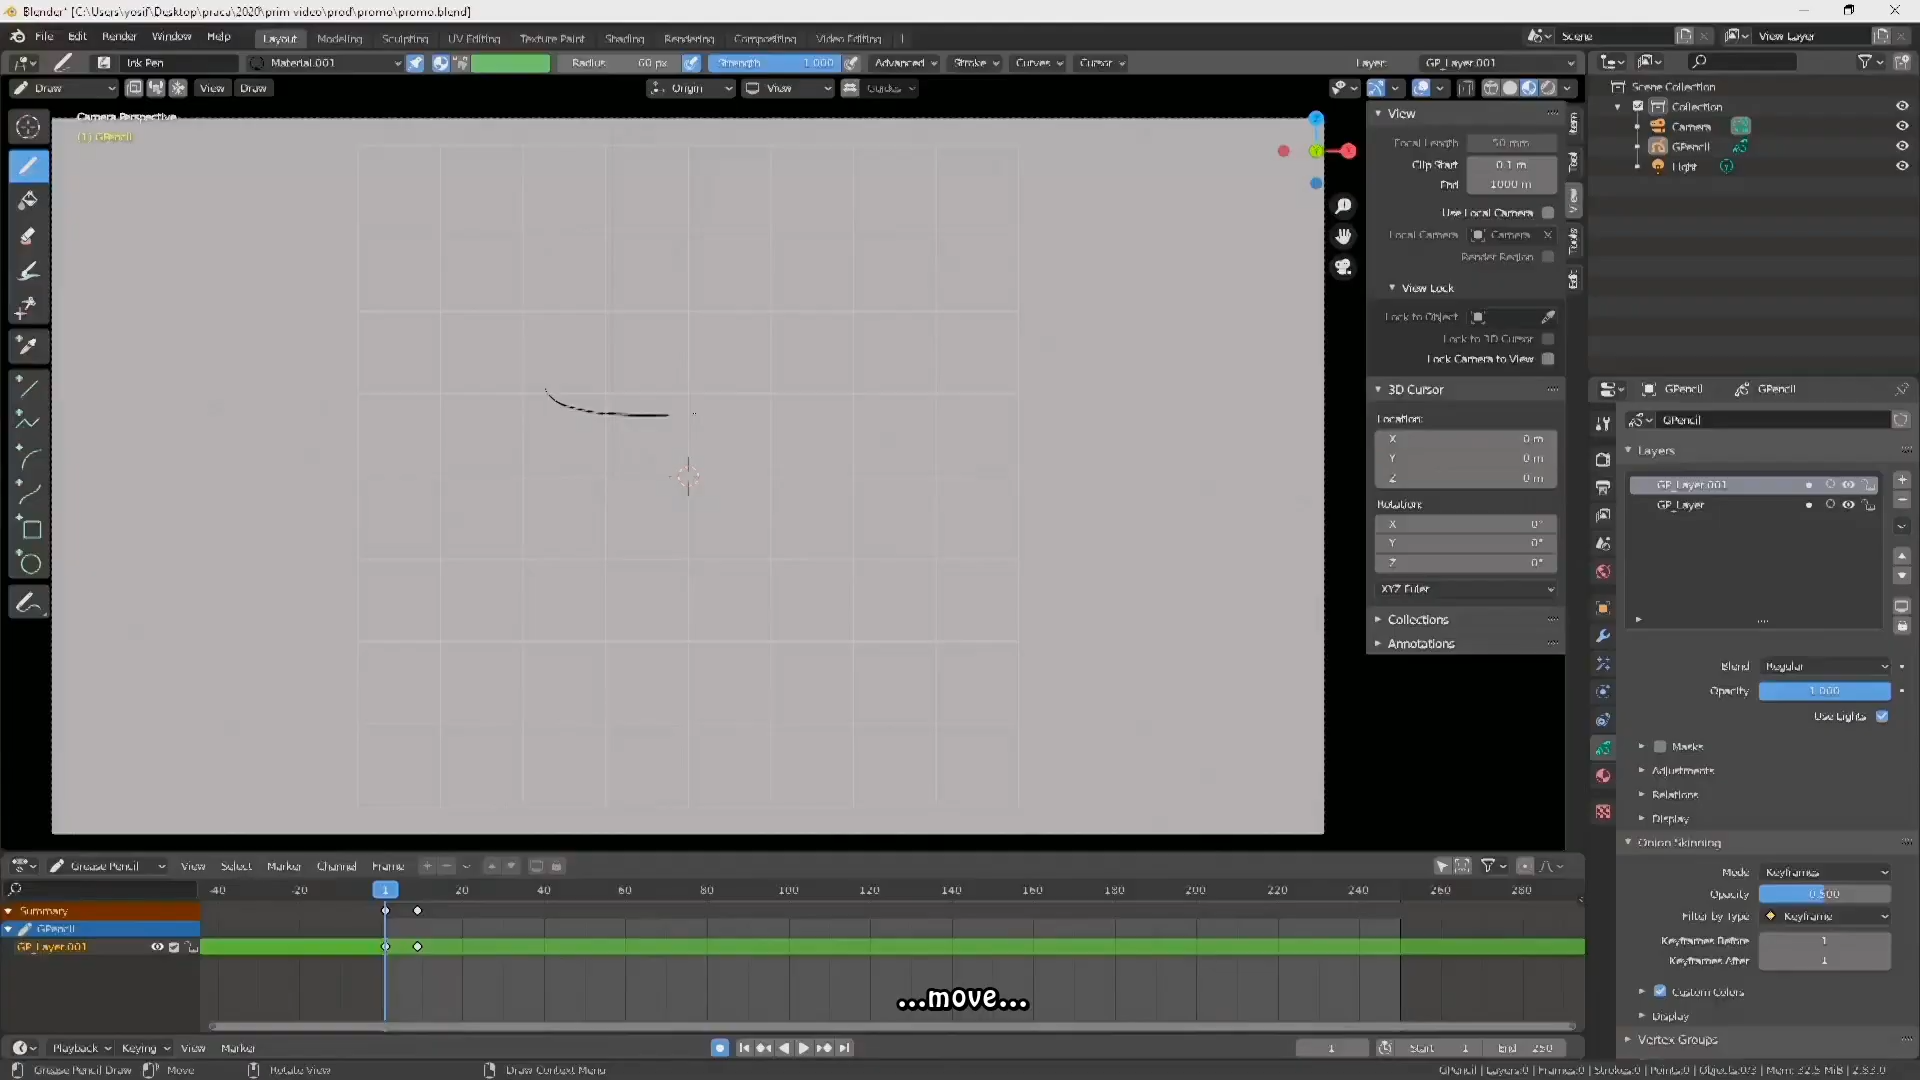 Blender* [C:\Users\yosif\Desktop\praca\2020\prim video\prod\promo\promo.blend]
File Edit Render Window Help Layout Modeling Sculpting UV Editing Texture Paint Shading Rendering Compositing Video Editing Scene View Layer
Ink Pen Material.001 Radius 60 px Strength 1.000 Advanced Stroke Curves Cursor Layer: GP_Layer.001
Draw View Draw Origin View Guides
Camera Perspective
(1) GPencil
View
Focal Length 50 mm
Clip Start 0.1 m
End 1000 m
Use Local Camera
Local Camera Camera
Render Region
View Lock
Lock to Object
Lock to 3D Cursor
Lock Camera to View
3D Cursor
Location:
X 0 m
Y 0 m
Z 0 m
Rotation:
X 0°
Y 0°
Z 0°
XYZ Euler
Collections
Annotations
Item
Tool
View
Tools
Edit
Scene Collection
Collection
Camera
GPencil
Light
GPencil GPencil
GPencil
Layers
GP_Layer.001
GP_Layer
Blend Regular
Opacity 1.000
Use Lights
Masks
Adjustments
Relations
Display
Onion Skinning
Mode Keyframes
Opacity 0.500
Filter by Type Keyframe
Keyframes Before 1
Keyframes After 1
Custom Colors
Display
Vertex Groups
Grease Pencil View Select Marker Channel Frame
-40 -20 1 20 40 60 80 100 120 140 160 180 200 220 240 260 280
Summary
GPencil
GP_Layer.001
...move...
Playback Keying View Marker 1 Start 1 End 250
Grease Pencil Draw Move Rotate View Draw Context Menu GPencil | Layers:0 | Frames:0 | Strokes:0 | Points:0 | Objects:0/3 | Mem: 32.5 MiB | 2.83.0